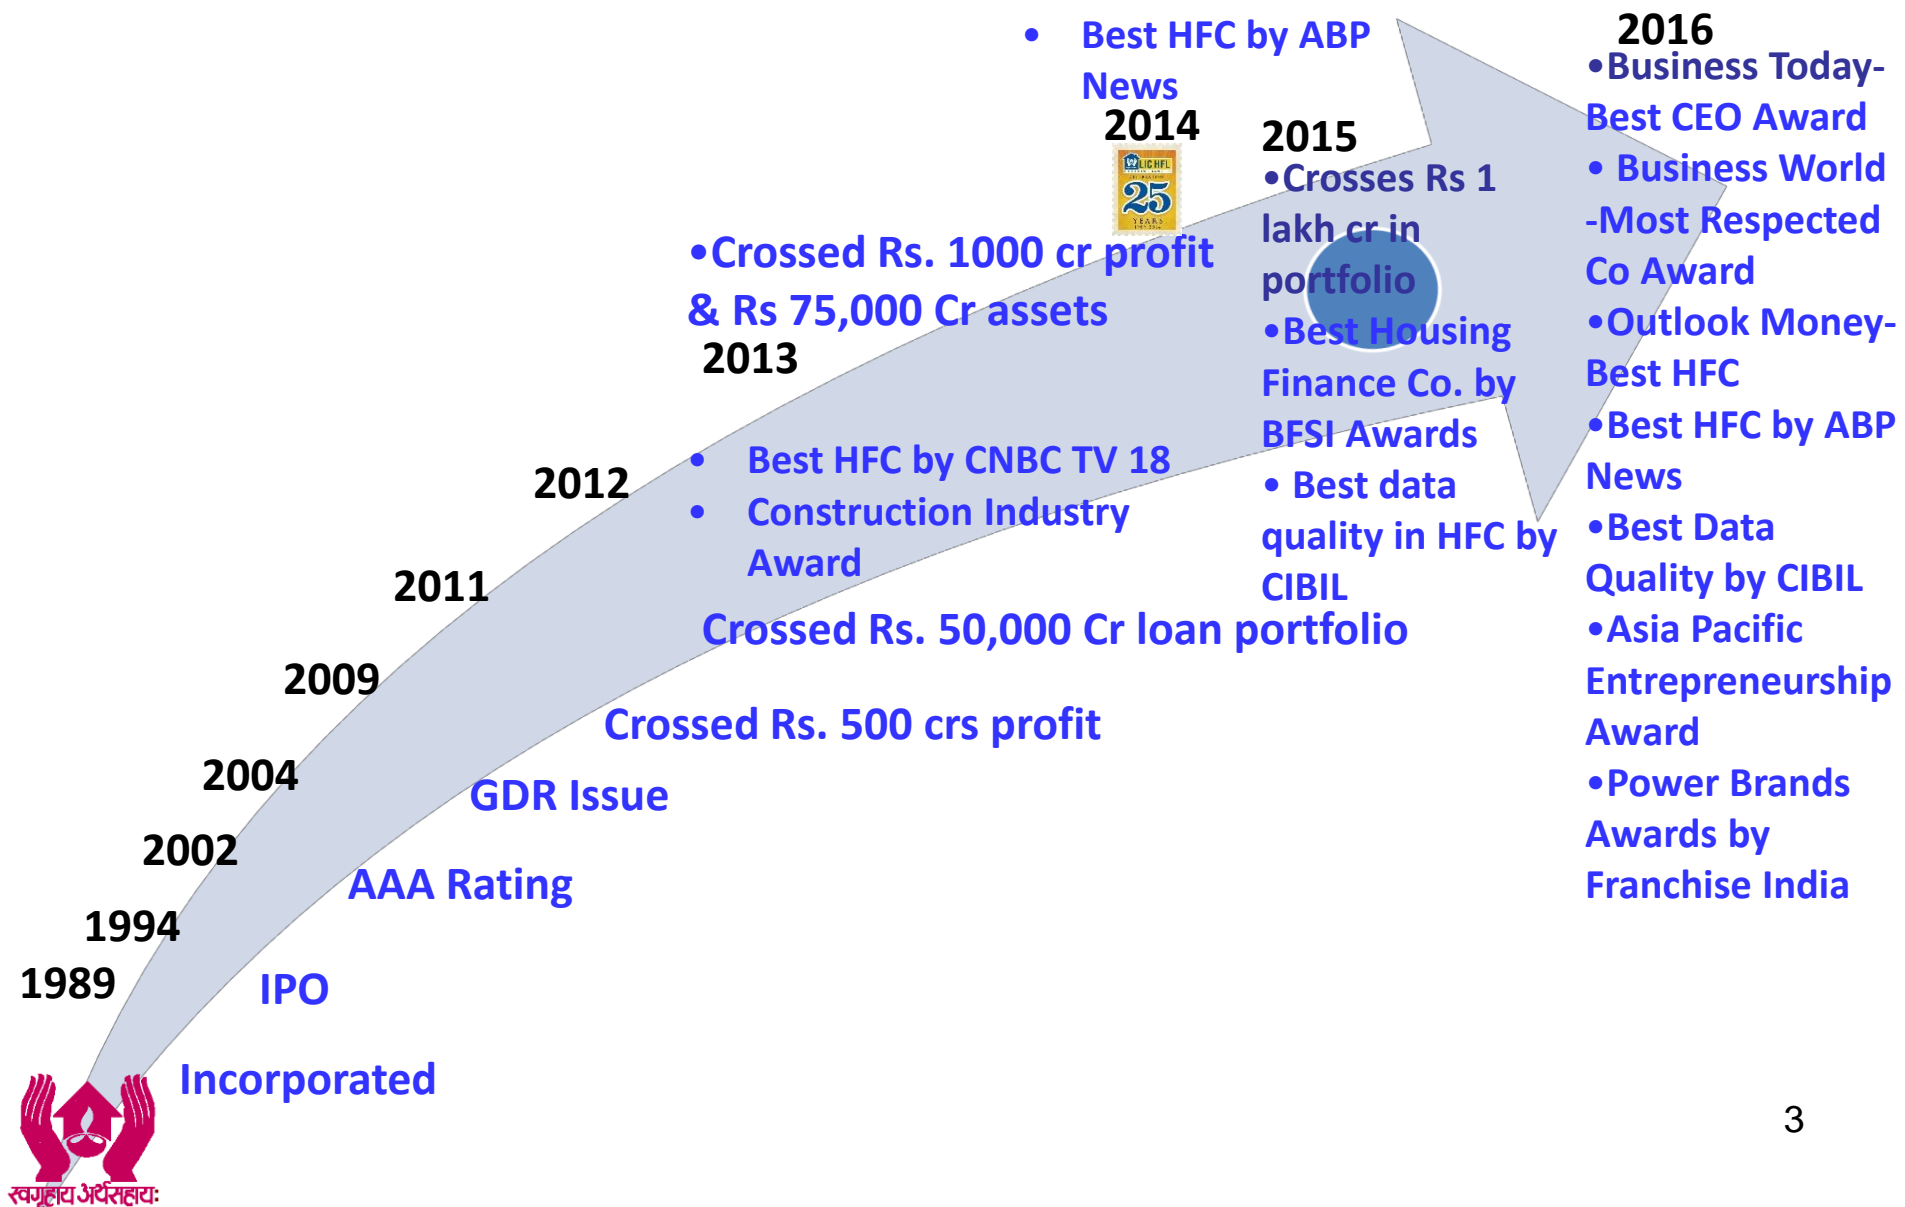 • Best HFC by ABP
News
2014
LIC HFL
25
YEARS
2016
•Business Today-
Best CEO Award
• Business World
-Most Respected
Co Award
•Outlook Money-
Best HFC
•Best HFC by ABP
News
•Best Data
Quality by CIBIL
•Asia Pacific
Entrepreneurship
Award
•Power Brands
Awards by
Franchise India
2015
•Crosses Rs 1
lakh cr in
portfolio
•Best Housing
Finance Co. by
BFSI Awards
• Best data
quality in HFC by
CIBIL
•Crossed Rs. 1000 cr profit
& Rs 75,000 Cr assets
2013
2012
• Best HFC by CNBC TV 18
• Construction Industry
Award
2011
Crossed Rs. 50,000 Cr loan portfolio
2009
Crossed Rs. 500 crs profit
2004
GDR Issue
2002
AAA Rating
1994
IPO
1989
Incorporated
स्वगृहाय अर्थसहायः
3